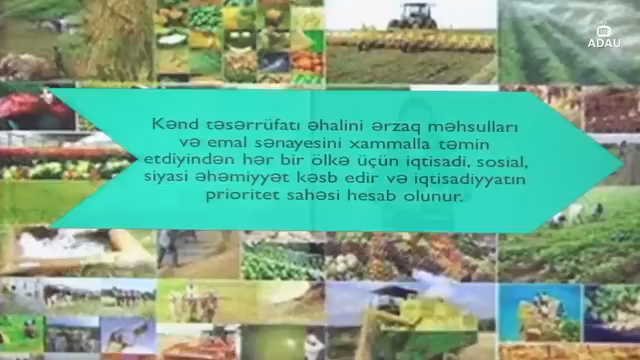 ADAU
Kənd təsərrüfatı əhalini ərzaq məhsulları
və emal sənayesini xammalla təmin
etdiyindən hər bir ölkə üçün iqtisadi, sosial,
siyasi əhəmiyyət kəsb edir və iqtisadiyyatın
prioritet sahəsi hesab olunur.